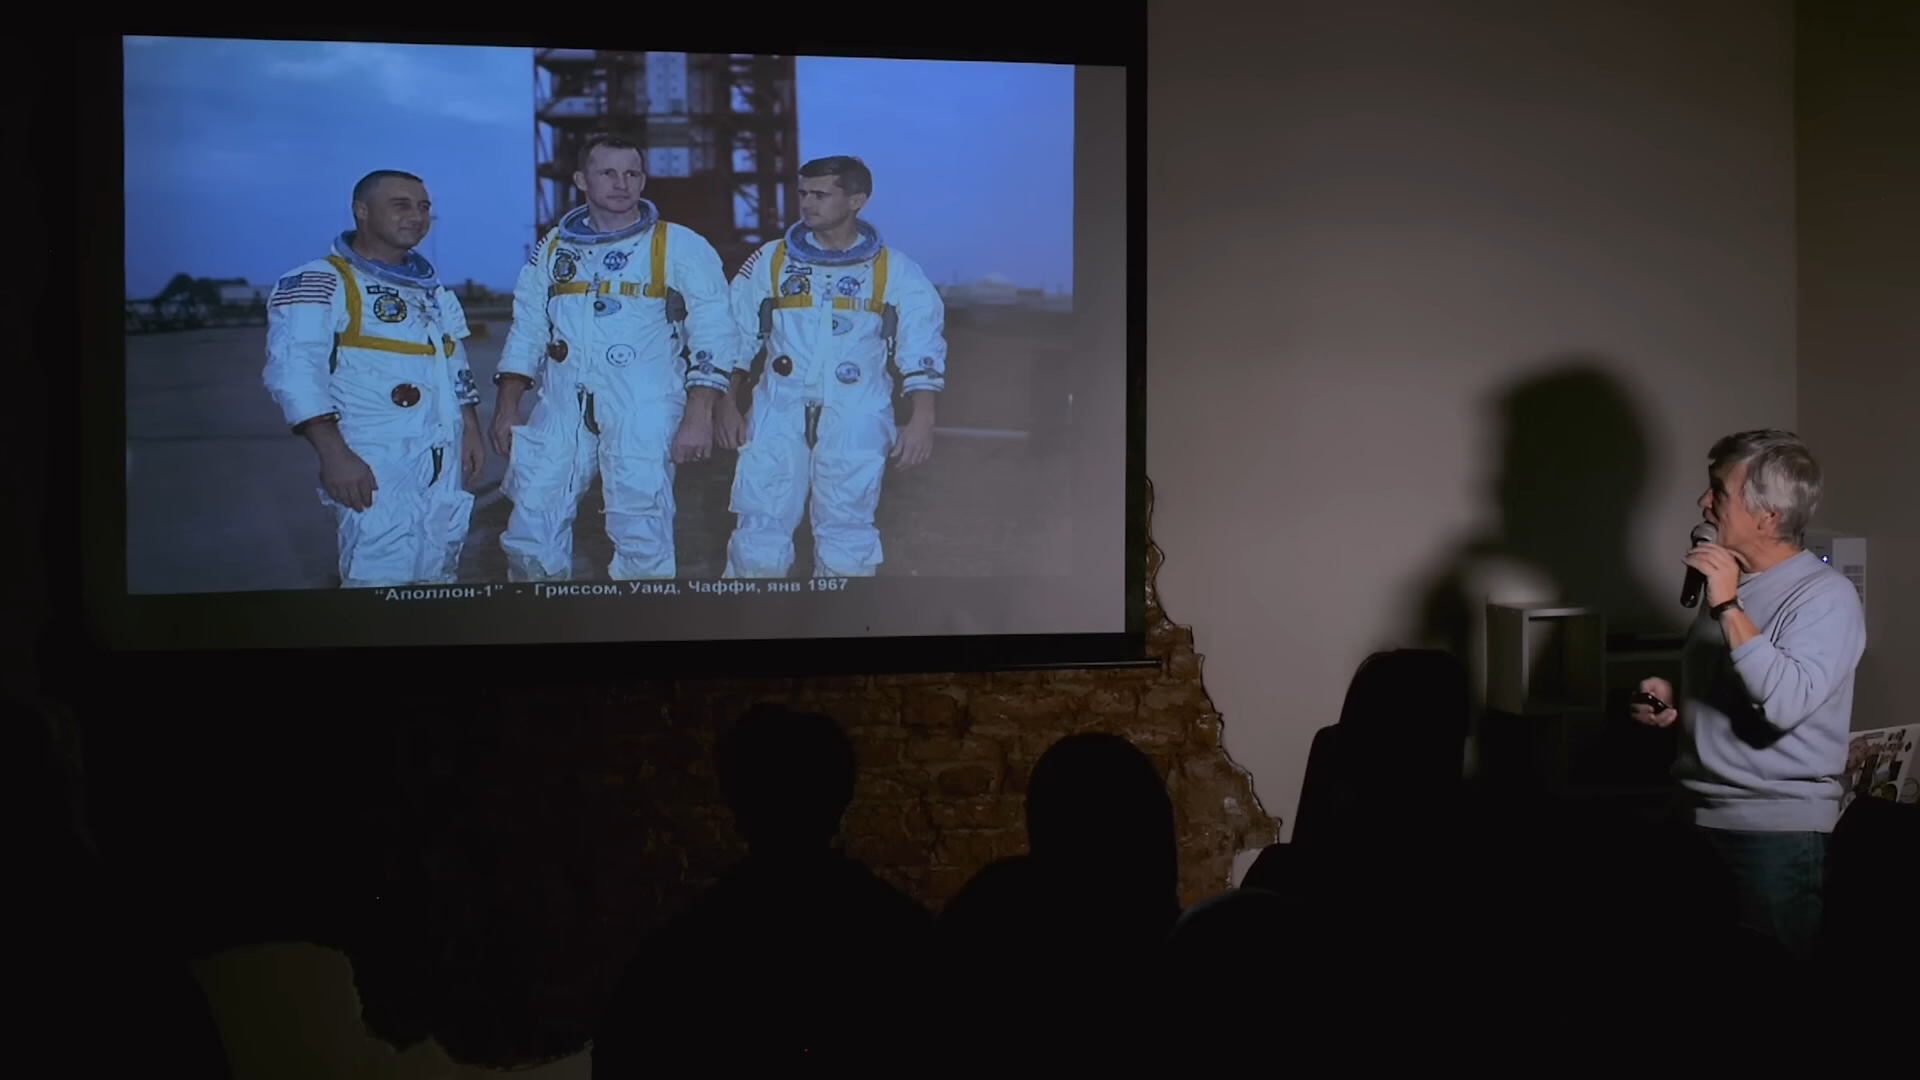 “Аполлон-1” - Гриссом, Уайд, Чаффи, янв 1967